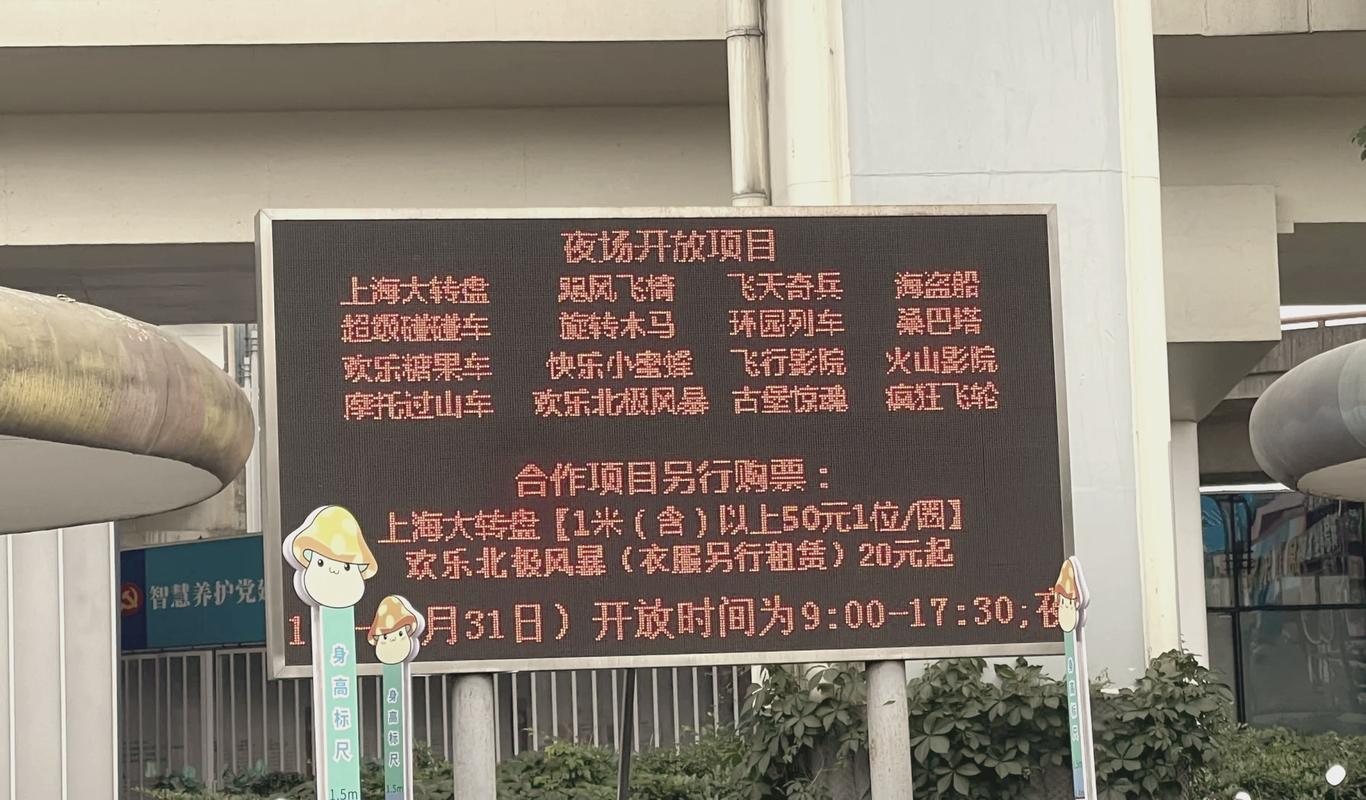 夜场开放项目
上海大转盘 飓风飞椅 飞天奇兵 海盗船
超级碰碰车 旋转木马 环园列车 桑巴塔
欢乐糖果车 快乐小蜜蜂 飞行影院 火山影院
摩托过山车 欢乐北极风暴 古堡惊魂 疯狂飞轮
合作项目另行购票：
上海大转盘【1米(含)以上50元1位/圈】
欢乐北极风暴（衣服另行租赁）20元起
月31日）开放时间为9:00-17:30;夜
智慧养护党
身高标尺
1.5m
身高标尺
1.5m
身高标尺